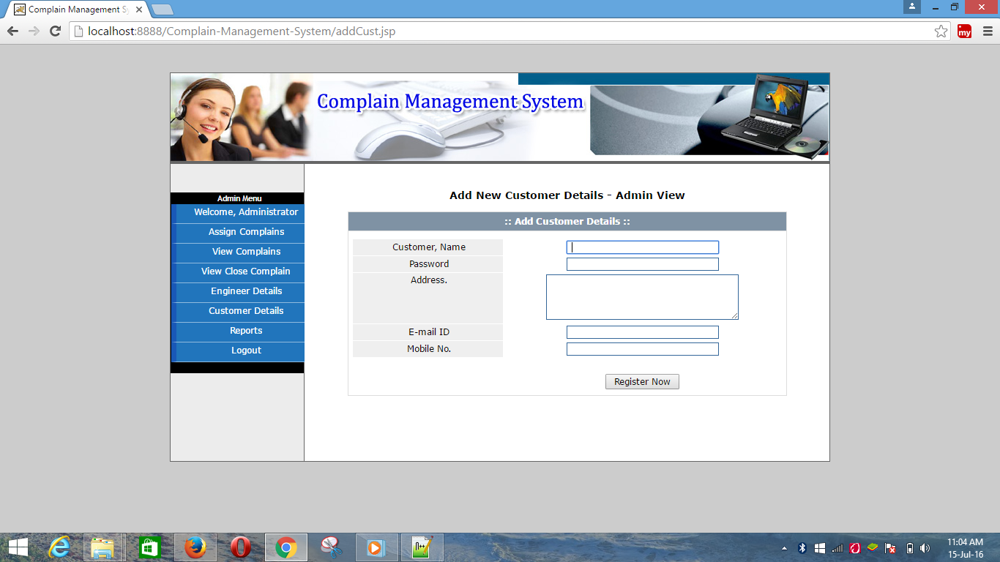 Complain Management Sy
localhost:8888/Complain-Management-System/addCust.jsp
my
Complain Management System
Admin Menu
Welcome, Administrator
Assign Complains
View Complains
View Close Complain
Engineer Details
Customer Details
Reports
Logout
Add New Customer Details - Admin View
:: Add Customer Details ::
Customer, Name
Password
Address.
E-mail ID
Mobile No.
Register Now
11:04 AM
15-Jul-16